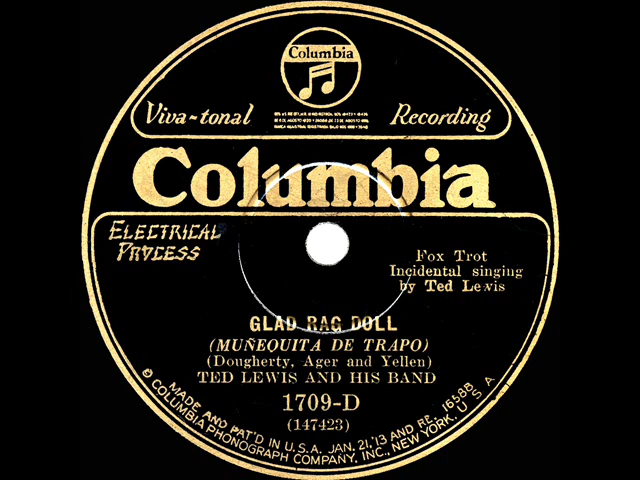 Columbia
Viva-tonal Recording
Columbia
ELECTRICAL
PROCESS
Fox Trot
Incidental singing
by Ted Lewis
GLAD RAG DOLL
(MUÑEQUITA DE TRAPO)
(Dougherty, Ager and Yellen)
TED LEWIS AND HIS BAND
1709-D
(147423)
MADE AND PAT'D IN U.S.A. JAN. 21, '13 AND RE. 16588
© COLUMBIA PHONOGRAPH COMPANY, INC., NEW YORK, U.S.A